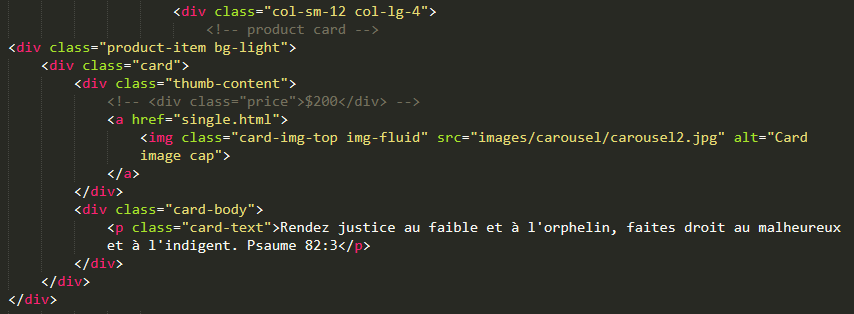 <div class="col-sm-12 col-lg-4">
<!-- product card -->
<div class="product-item bg-light">
<div class="card">
<div class="thumb-content">
<!-- <div class="price">$200</div> -->
<a href="single.html">
<img class="card-img-top img-fluid" src="images/carousel/carousel2.jpg" alt="Card
image cap">
</a>
</div>
<div class="card-body">
<p class="card-text">Rendez justice au faible et à l'orphelin, faites droit au malheureux
et à l'indigent. Psaume 82:3</p>
</div>
</div>
</div>